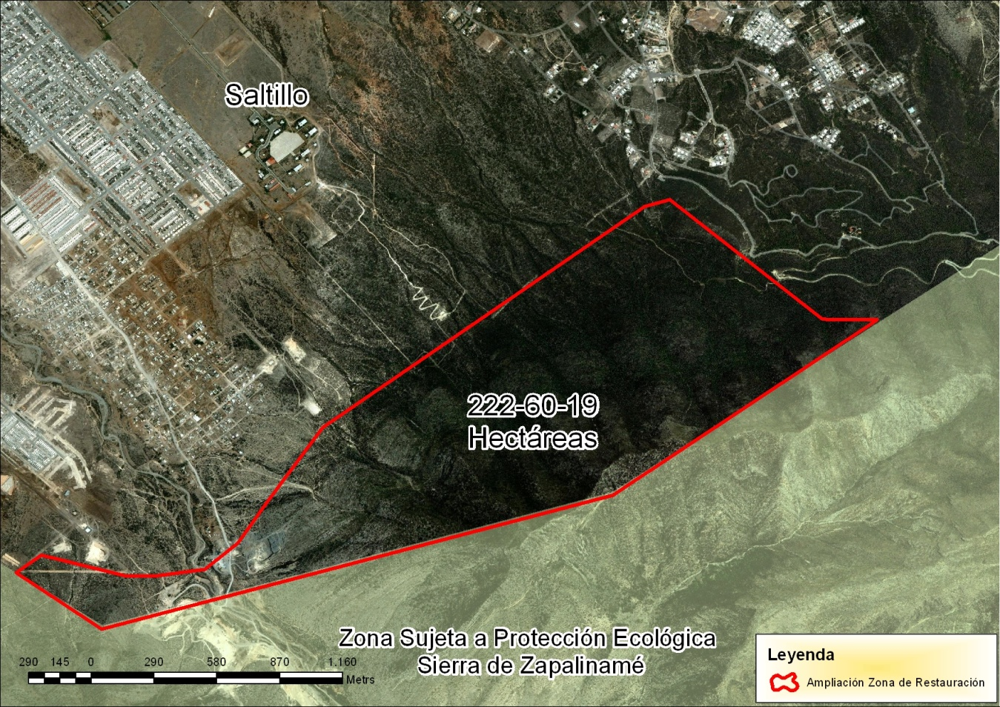 Saltillo
222-60-19
Hectáreas
Zona Sujeta a Protección Ecológica
Sierra de Zapalinamé
290 145 0 290 580 870 1.160
Metrs
Leyenda
Ampliación Zona de Restauración